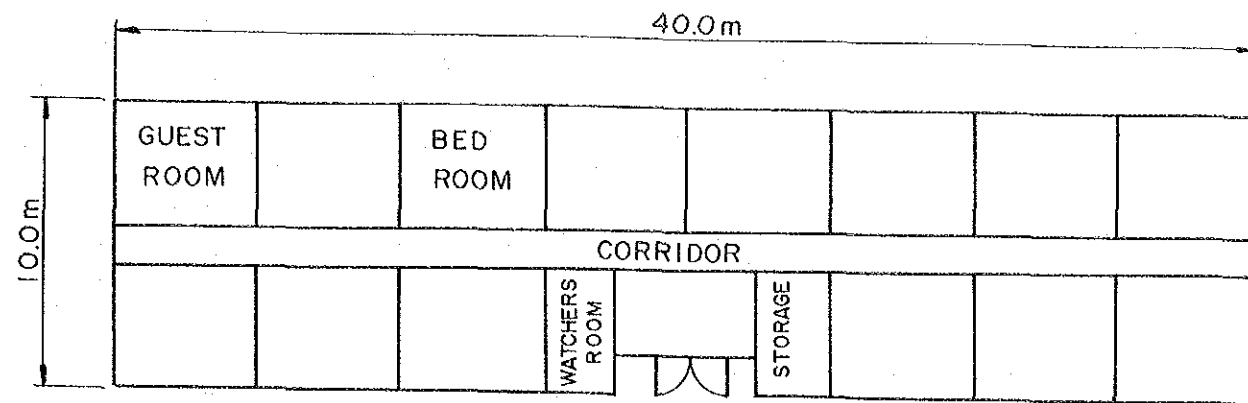 40.0m
GUEST
ROOM
BED
ROOM
10.0m
CORRIDOR
WATCHERS
ROOM
STORAGE